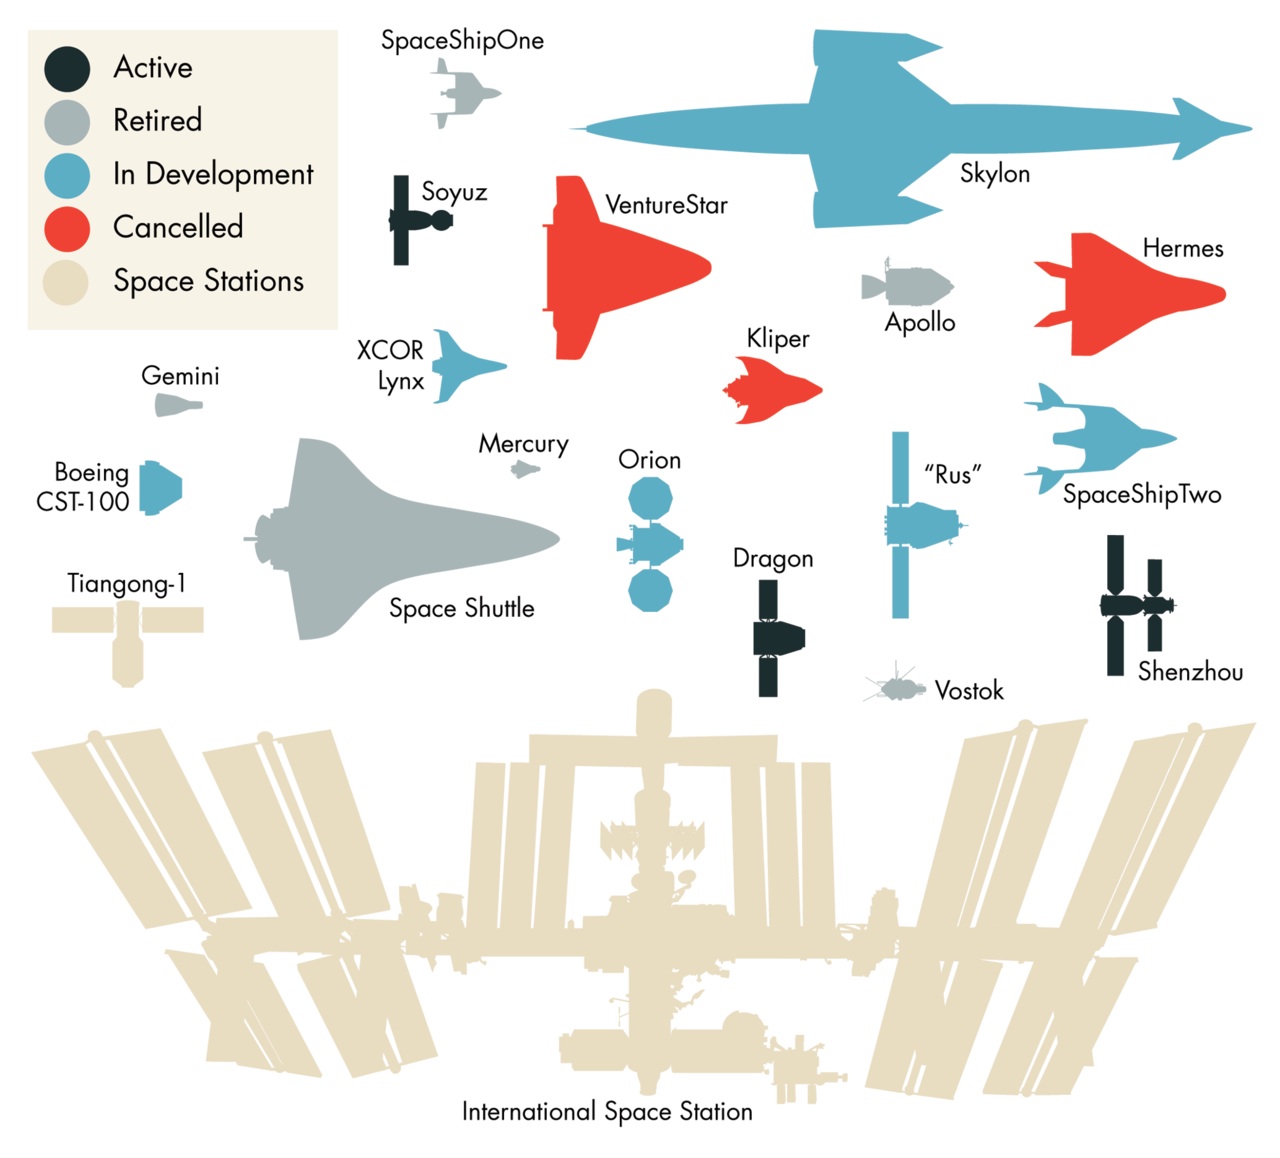 Active
Retired
In Development
Cancelled
Space Stations
SpaceShipOne
Skylon
Soyuz
VentureStar
Hermes
Apollo
XCOR
Lynx
Kliper
Gemini
Mercury
Boeing
CST-100
Orion
“Rus”
SpaceShipTwo
Dragon
Tiangong-1
Space Shuttle
Shenzhou
Vostok
International Space Station